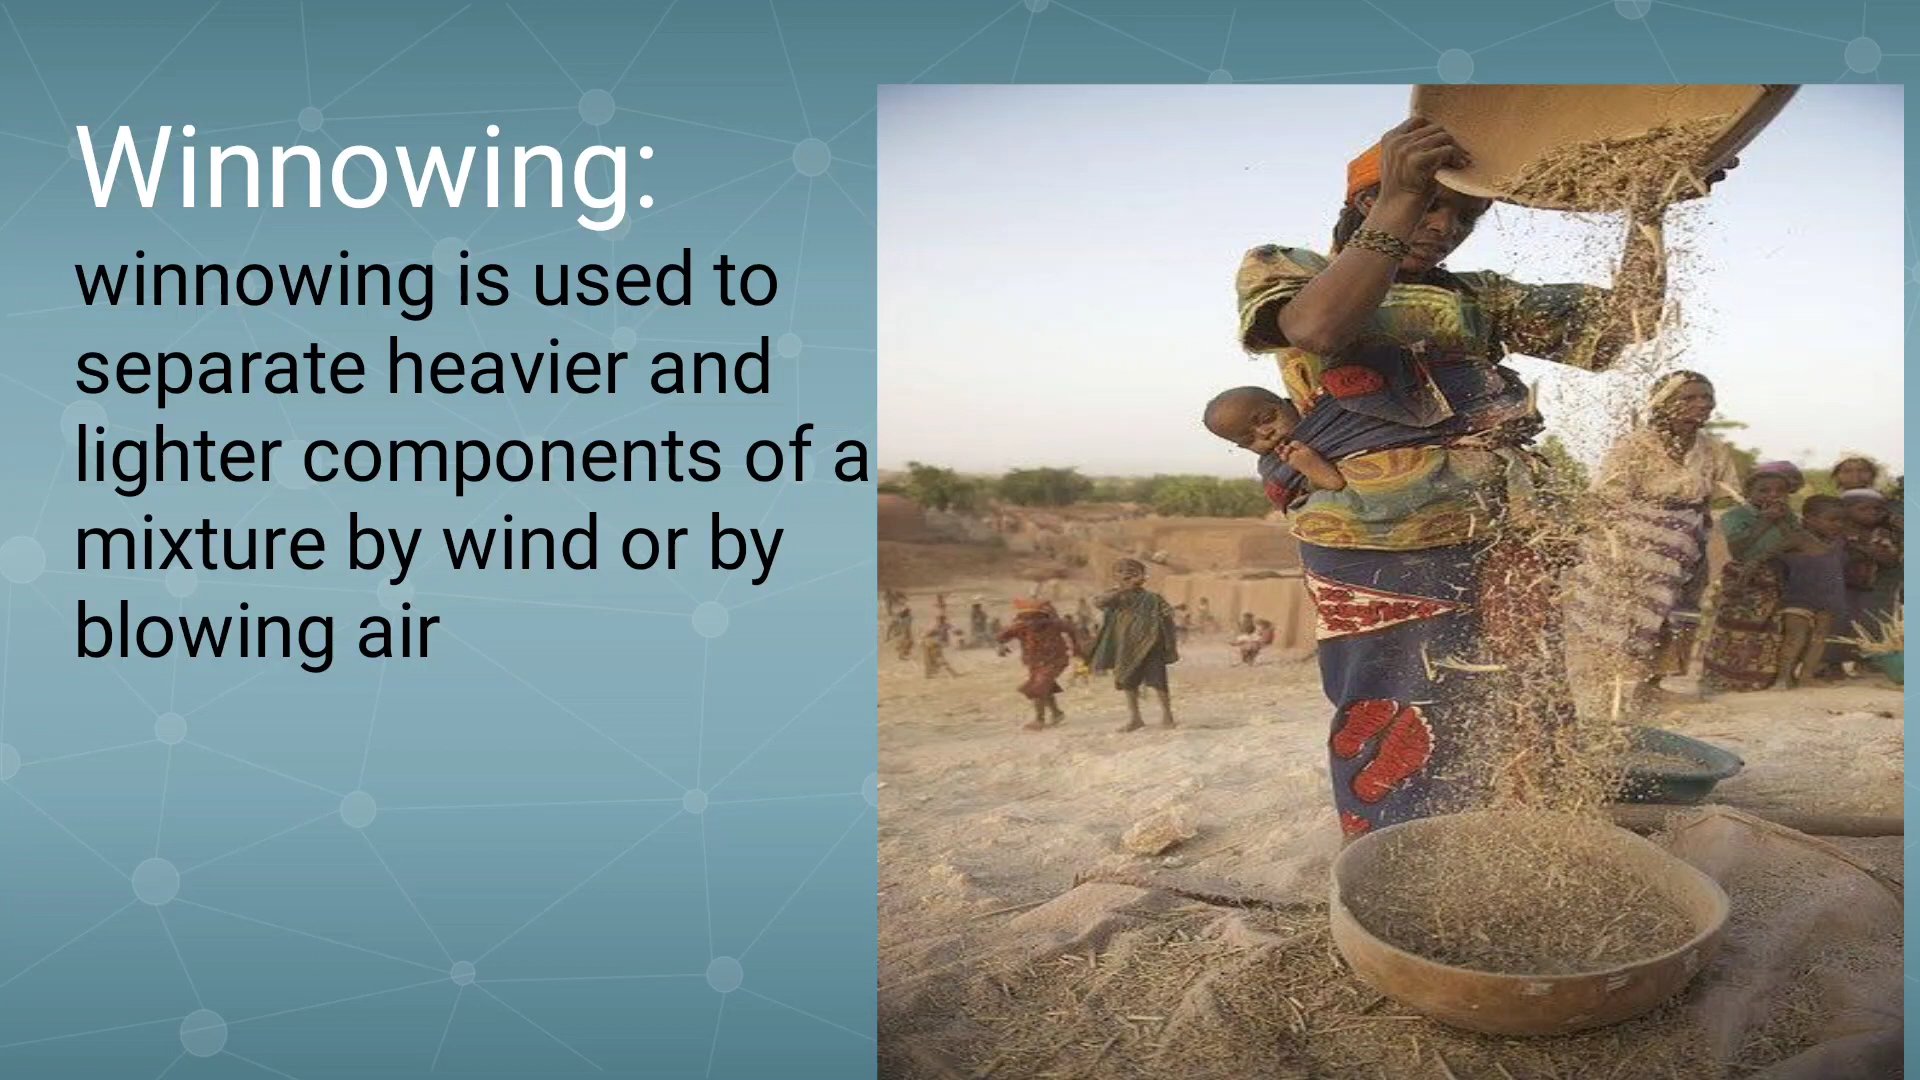 Winnowing:
winnowing is used to
separate heavier and
lighter components of a
mixture by wind or by
blowing air